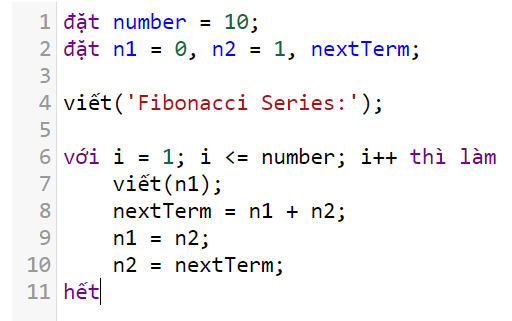 1 đặt number = 10;
2 đặt n1 = 0, n2 = 1, nextTerm;
3
4 viết('Fibonacci Series:');
5
6 với i = 1; i <= number; i++ thì làm
7     viết(n1);
8     nextTerm = n1 + n2;
9     n1 = n2;
10     n2 = nextTerm;
11 hết